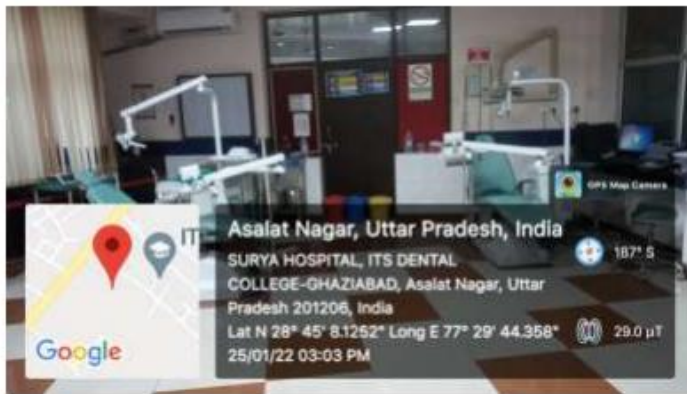 GPS Map Camera
IT
Google
Asalat Nagar, Uttar Pradesh, India
SURYA HOSPITAL, ITS DENTAL
COLLEGE-GHAZIABAD, Asalat Nagar, Uttar
Pradesh 201206, India
Lat N 28° 45' 8.1252" Long E 77° 29' 44.358"
25/01/22 03:03 PM
187° S
29.0 µT